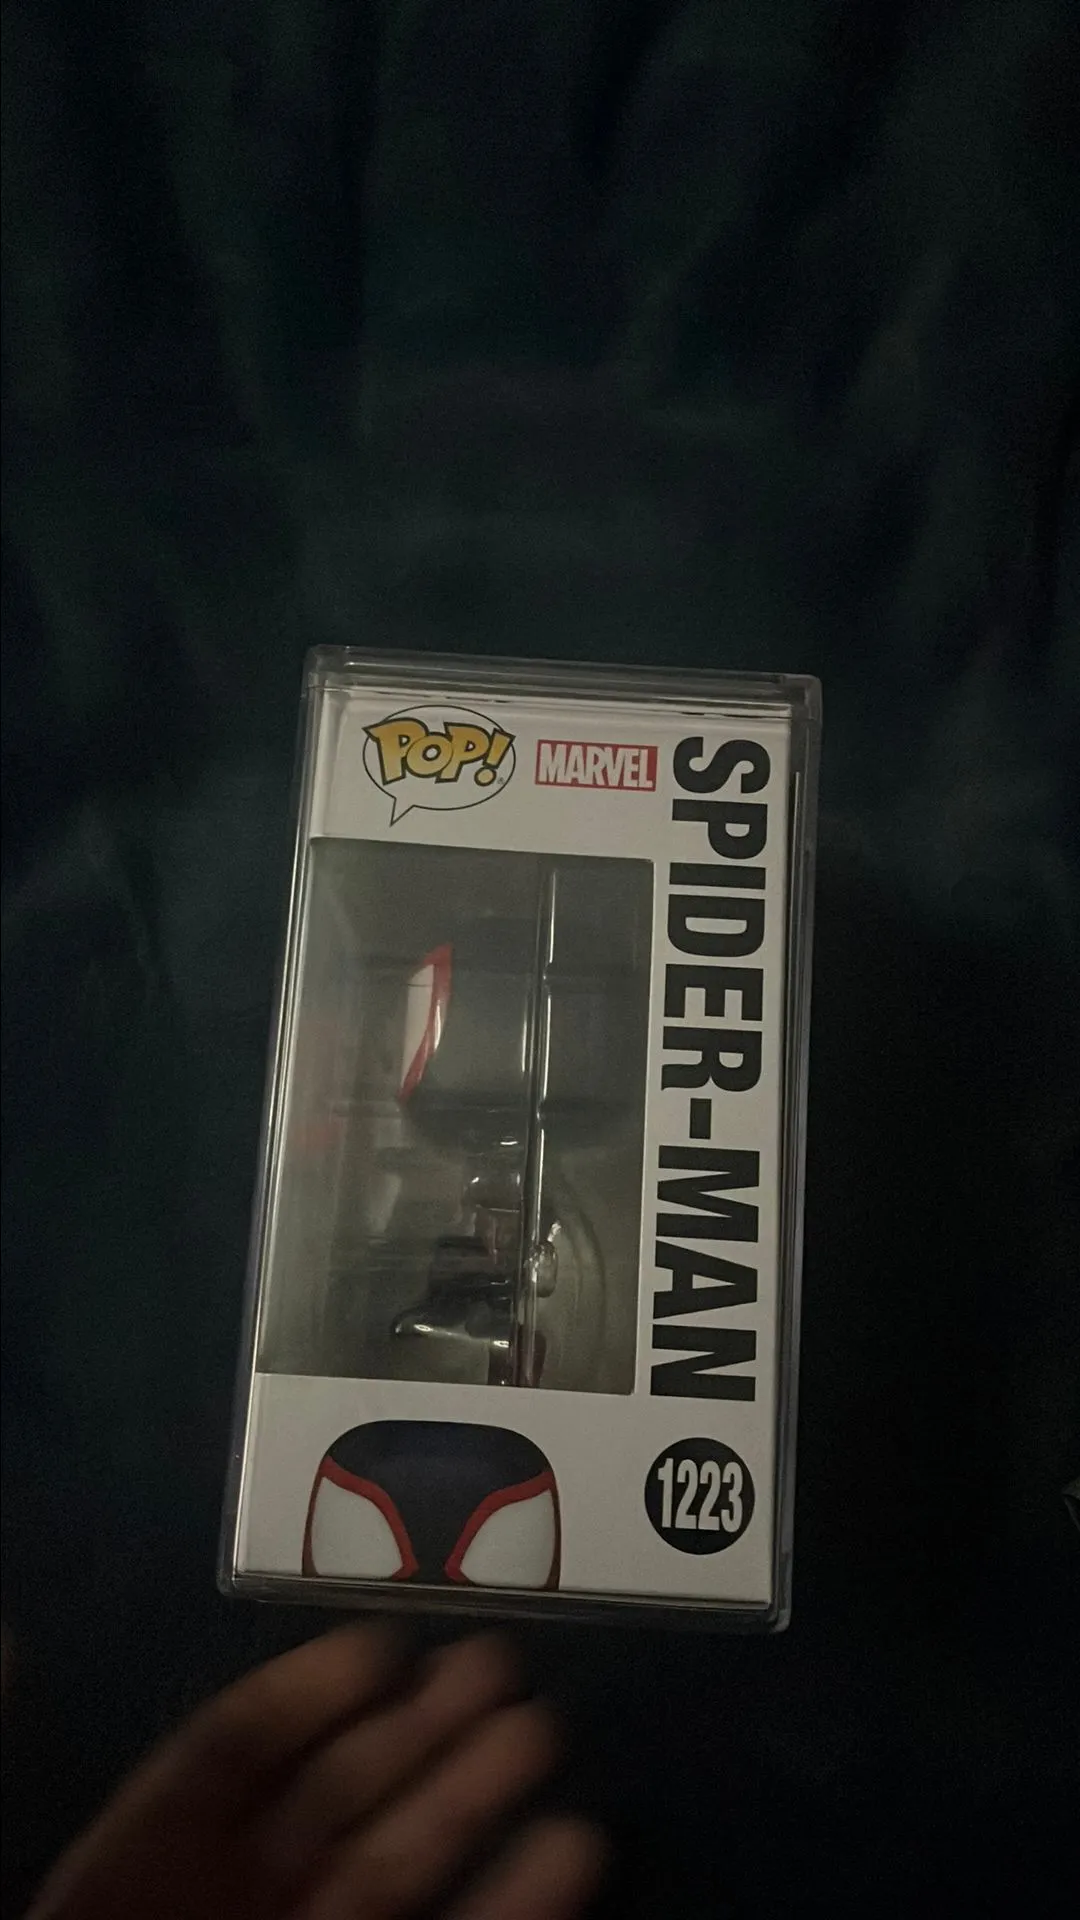 POP!
MARVEL
SPIDER-MAN
1223